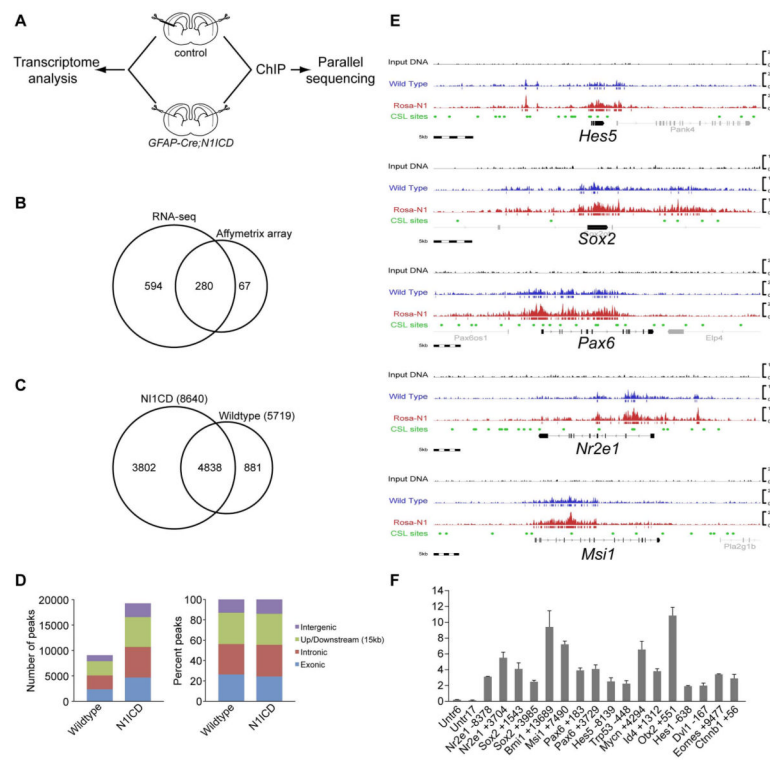 A
control
Transcriptome
analysis
ChIP
Parallel
sequencing
GFAP-Cre;N1ICD
B
RNA-seq
Affymetrix array
594
280
67
C
NI1CD (8640)
Wildtype (5719)
3802
4838
881
D
Number of peaks
20000
15000
10000
5000
0
Wildtype
N1ICD
Percent peaks
100
80
60
40
20
0
Wildtype
N1ICD
Intergenic
Up/Downstream (15kb)
Intronic
Exonic
E
Input DNA
Wild Type
Rosa-N1
CSL sites
5kb
Hes5
Pank4
Input DNA
Wild Type
Rosa-N1
CSL sites
5kb
Sox2
Input DNA
Wild Type
Rosa-N1
CSL sites
Pax6os1
Elp4
5kb
Pax6
Input DNA
Wild Type
Rosa-N1
CSL sites
5kb
Nr2e1
Input DNA
Wild Type
Rosa-N1
CSL sites
5kb
Msi1
Pla2g1b
F
14
12
10
8
6
4
2
0
Untr6
Untr17
Nr2e1 -8378
Nr2e1 +3704
Sox2 +1543
Sox2 +3985
Bmi1 +13689
Msi1 +7490
Pax6 +183
Pax6 +3729
Hes5 -8139
Trp53 -448
Mycn +4294
Id4 +1312
Otx2 +551
Hes1 -638
Dvl1 -167
Eomes +9477
Ctnnb1 +56